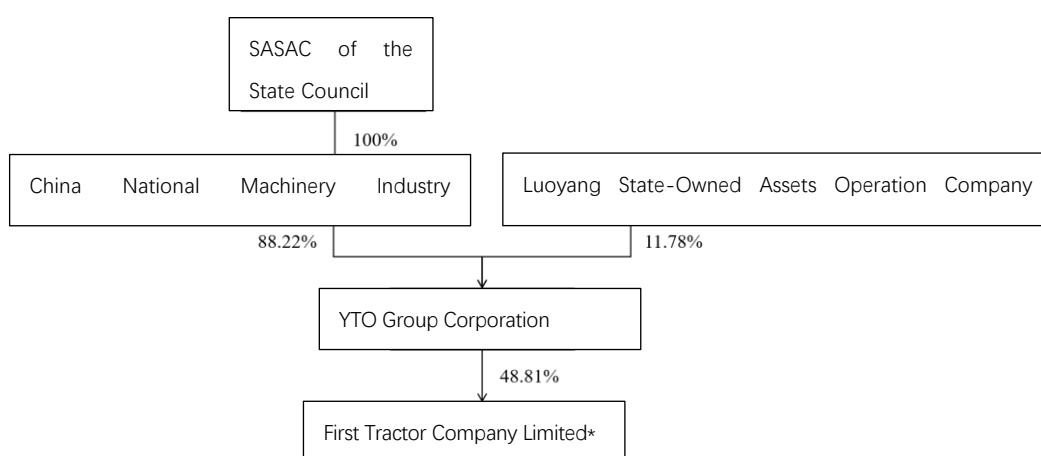 SASAC of the
State Council
100%
China National Machinery Industry
Luoyang State-Owned Assets Operation Company
88.22%
11.78%
YTO Group Corporation
48.81%
First Tractor Company Limited*